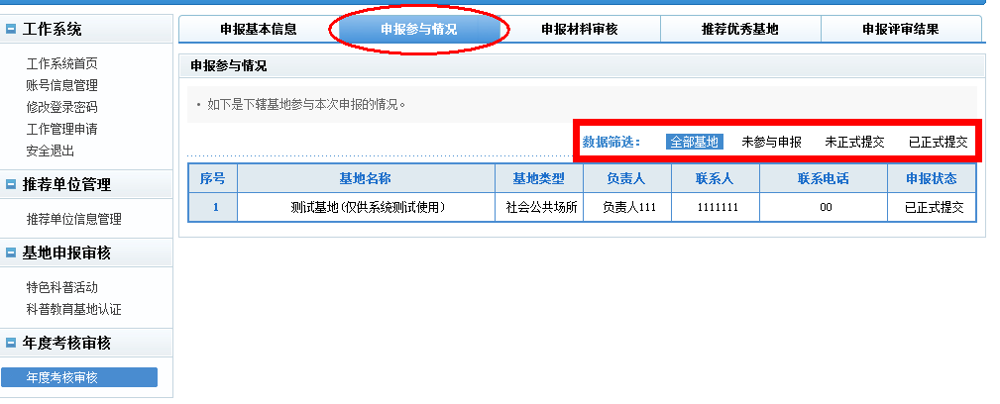 工作系统
工作系统首页
账号信息管理
修改登录密码
工作管理申请
安全退出
推荐单位管理
推荐单位信息管理
基地申报审核
特色科普活动
科普教育基地认证
年度考核审核
年度考核审核
申报基本信息 申报参与情况 申报材料审核 推荐优秀基地 申报评审结果
申报参与情况
· 如下是下辖基地参与本次申报的情况。
数据筛选： 全部基地 未参与申报 未正式提交 已正式提交
序号 基地名称 基地类型 负责人 联系人 联系电话 申报状态
1 测试基地(仅供系统测试使用) 社会公共场所 负责人111 1111111 00 已正式提交